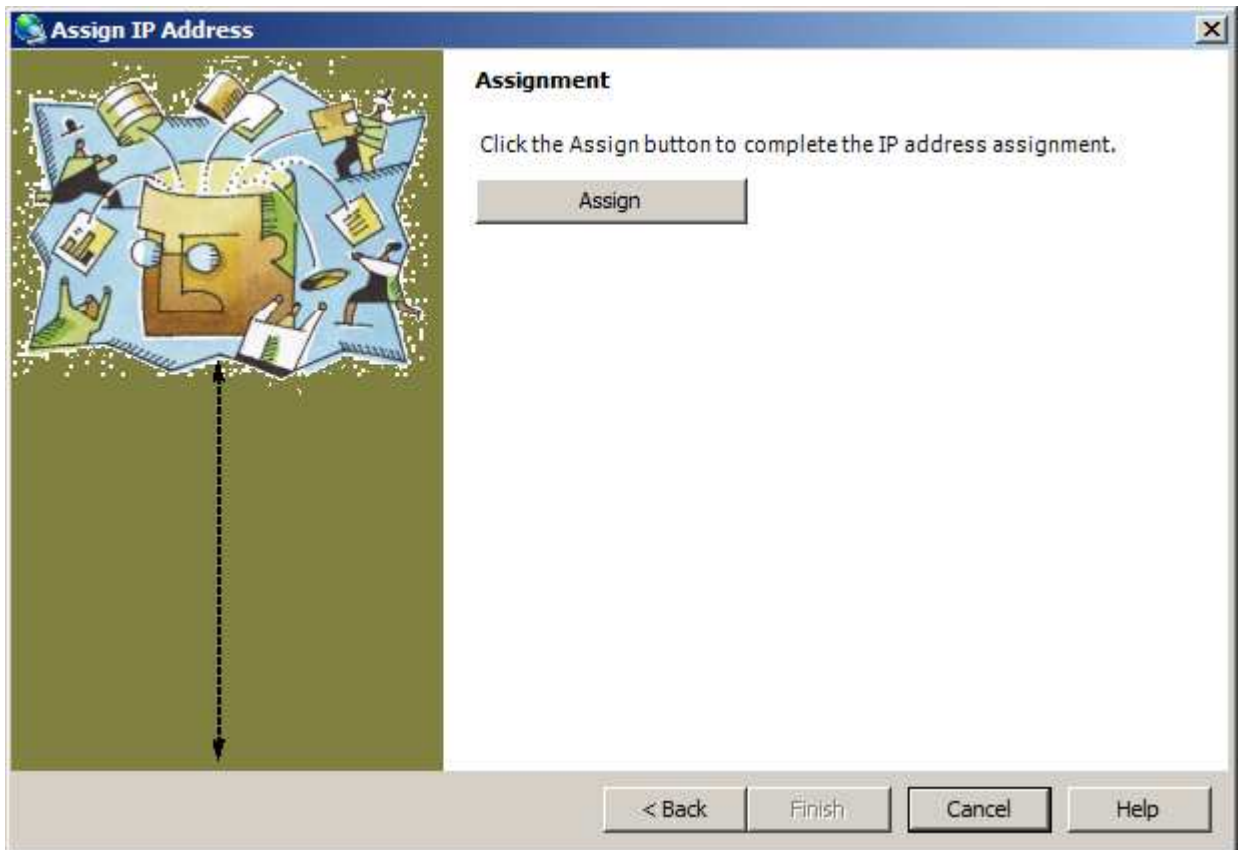 Assign IP Address
Assignment
Click the Assign button to complete the IP address assignment.
Assign
< Back
Finish
Cancel
Help